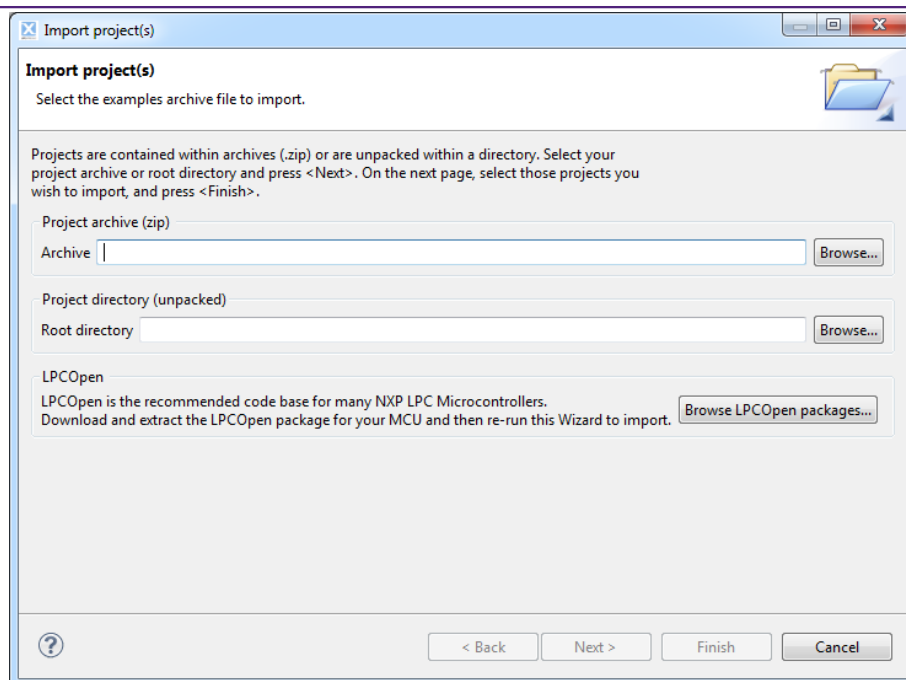 Import project(s)
Import project(s)
Select the examples archive file to import.
Projects are contained within archives (.zip) or are unpacked within a directory. Select your
project archive or root directory and press <Next>. On the next page, select those projects you
wish to import, and press <Finish>.
Project archive (zip)
Archive Browse...
Project directory (unpacked)
Root directory Browse...
LPCOpen
LPCOpen is the recommended code base for many NXP LPC Microcontrollers.
Download and extract the LPCOpen package for your MCU and then re-run this Wizard to import. Browse LPCOpen packages...
? < Back Next > Finish Cancel